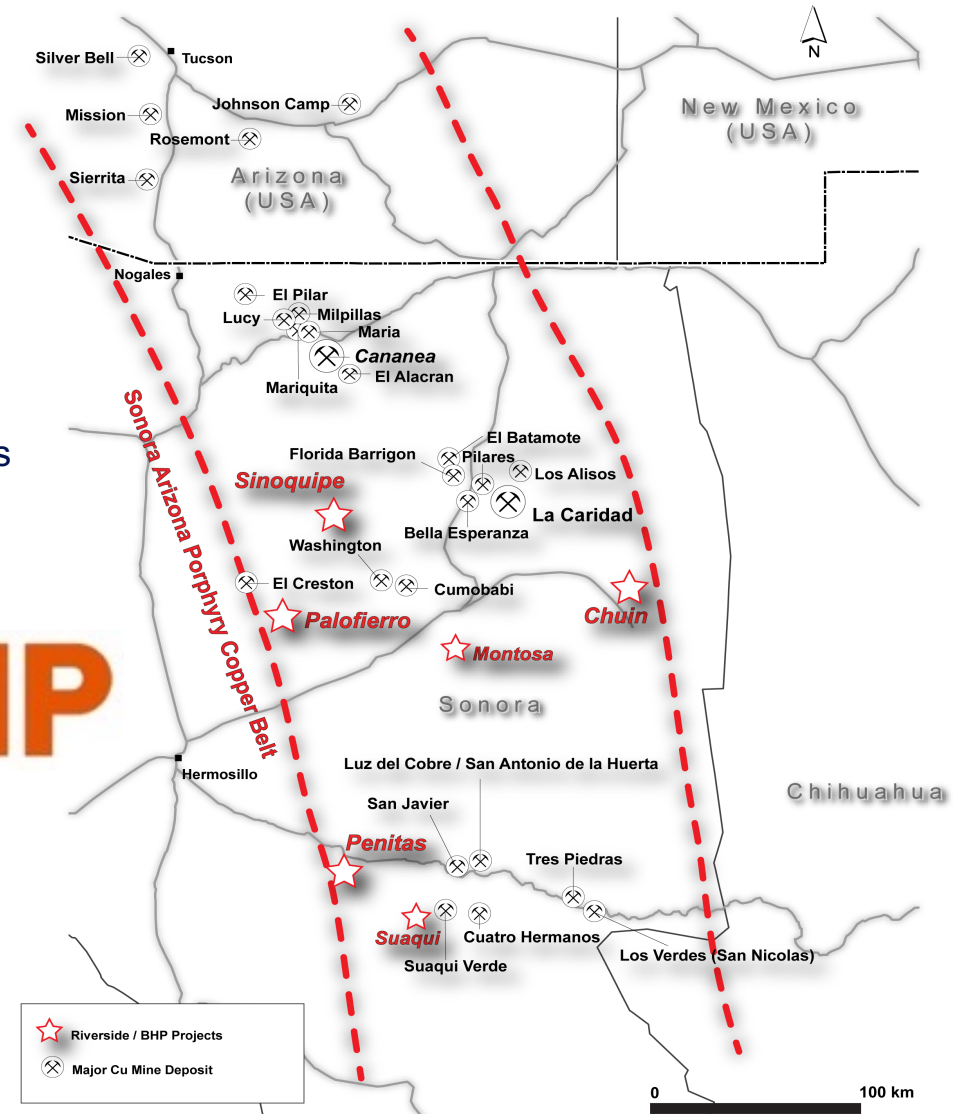 N
Silver Bell
Tucson
Johnson Camp
New Mexico
(USA)
Mission
Rosemont
Sierrita
Arizona
(USA)
Nogales
El Pilar
Lucy
Milpillas
Maria
Cananea
El Alacran
Mariquita
Sonora Arizona Porphyry Copper Belt
s
El Batamote
Florida Barrigon
Pilares
Los Alisos
Sinoquipe
La Caridad
Bella Esperanza
Washington
El Creston
Cumobabi
Palofierro
Chuin
Montosa
HP
Sonora
Hermosillo
Luz del Cobre / San Antonio de la Huerta
Chihuahua
San Javier
Penitas
Tres Piedras
Suaqui
Cuatro Hermanos
Suaqui Verde
Los Verdes (San Nicolas)
Riverside / BHP Projects
Major Cu Mine Deposit
0
100 km